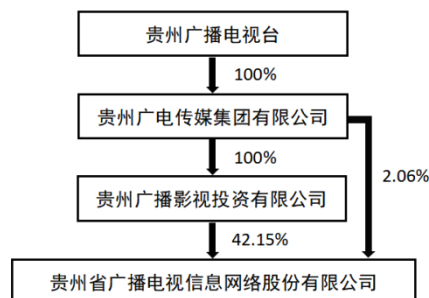 贵州广播电视台
100%
贵州广电传媒集团有限公司
100%
2.06%
贵州广播影视投资有限公司
42.15%
贵州省广播电视信息网络股份有限公司